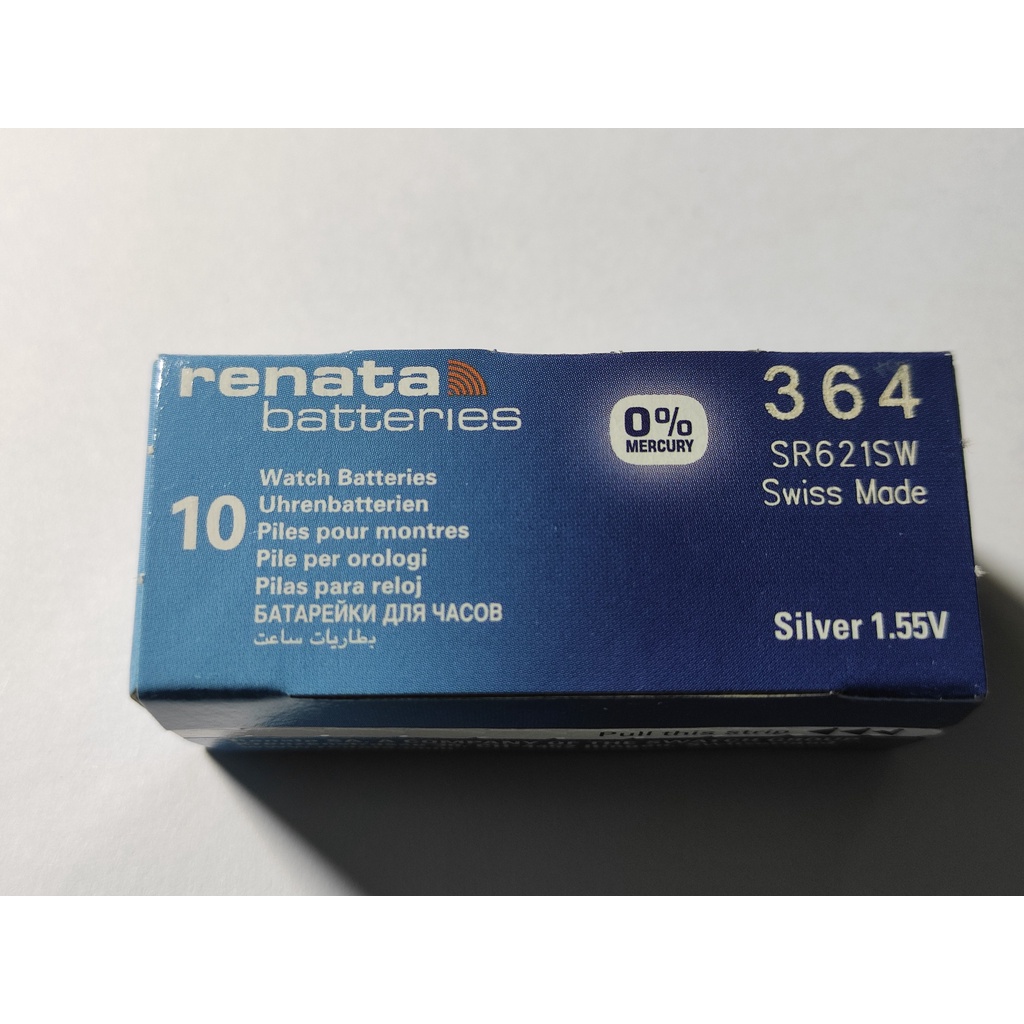 renata
batteries
10
Watch Batteries
Uhrenbatterien
Piles pour montres
Pile per orologi
Pilas para reloj
БАТАРЕЙКИ ДЛЯ ЧАСОВ
بطاريات ساعت
0%
MERCURY
364
SR621SW
Swiss Made
Silver 1.55V
Pull this strip